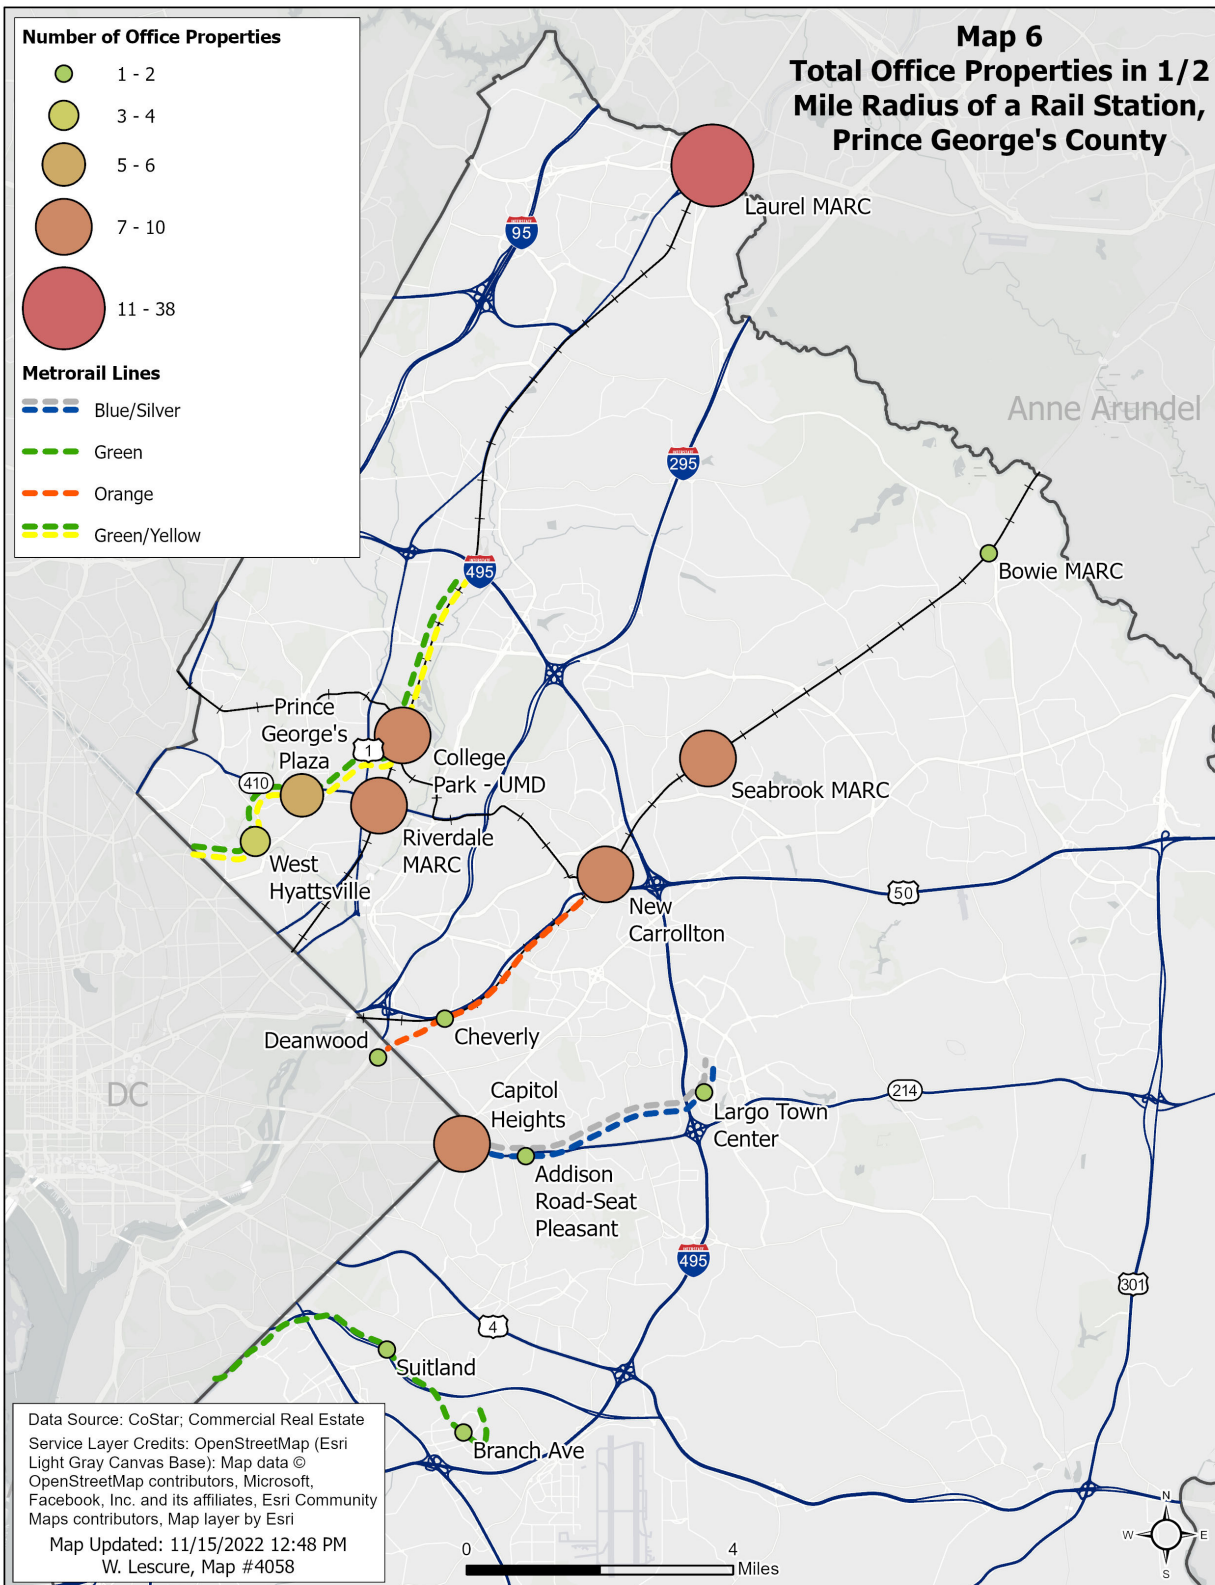 Map 6
Total Office Properties in 1/2
Mile Radius of a Rail Station,
Prince George's County
Number of Office Properties
1 - 2
3 - 4
5 - 6
7 - 10
11 - 38
Metrorail Lines
Blue/Silver
Green
Orange
Green/Yellow
Laurel MARC
95
Anne Arundel
295
495
Bowie MARC
Prince
George's
Plaza
1
College
Park - UMD
410
Seabrook MARC
Riverdale
MARC
West
Hyattsville
50
New
Carrollton
Deanwood
Cheverly
DC
Capitol
Heights
214
Largo Town
Center
Addison
Road-Seat
Pleasant
495
301
4
Suitland
Branch Ave
Data Source: CoStar; Commercial Real Estate
Service Layer Credits: OpenStreetMap (Esri
Light Gray Canvas Base): Map data ©
OpenStreetMap contributors, Microsoft,
Facebook, Inc. and its affiliates, Esri Community
Maps contributors, Map layer by Esri
Map Updated: 11/15/2022 12:48 PM
W. Lescure, Map #4058
0 4
Miles
N
W E
S